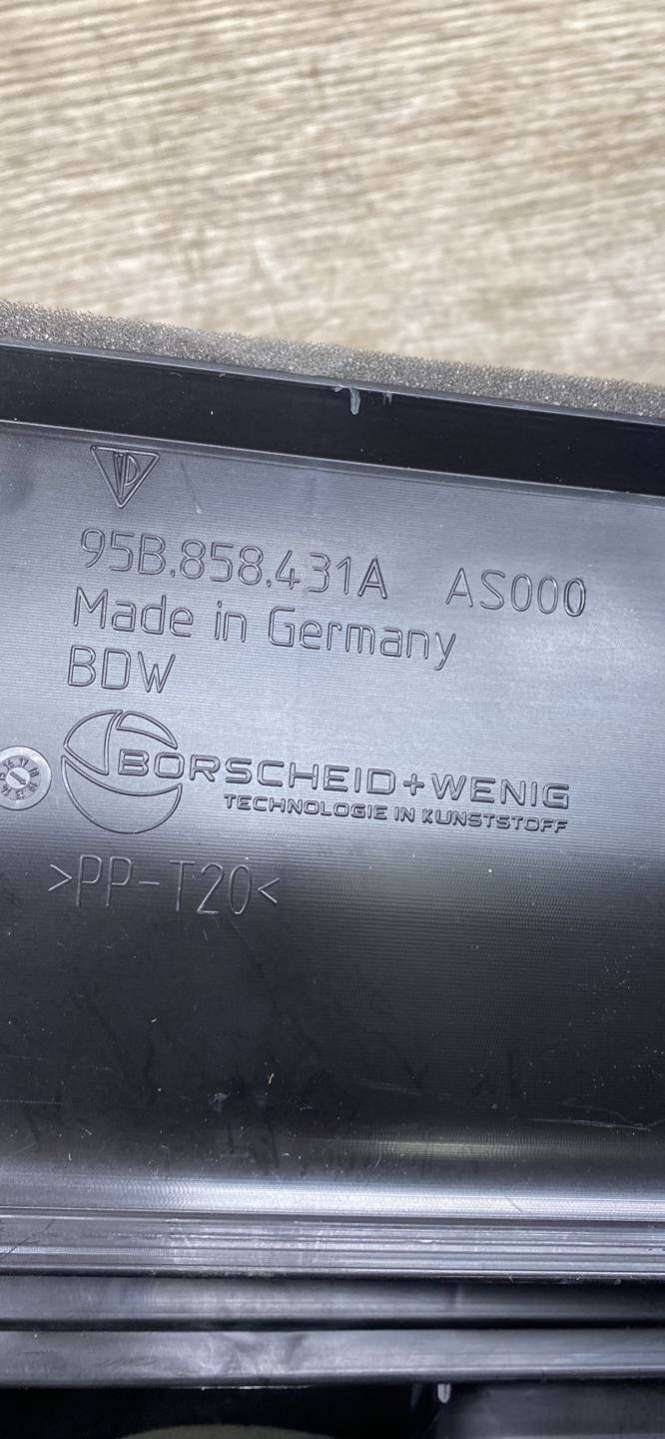 95B.858.431A AS000
Made in Germany
BDW
BORSCHEID+WENIG
TECHNOLOGIE IN KUNSTSTOFF
>PP-T20<